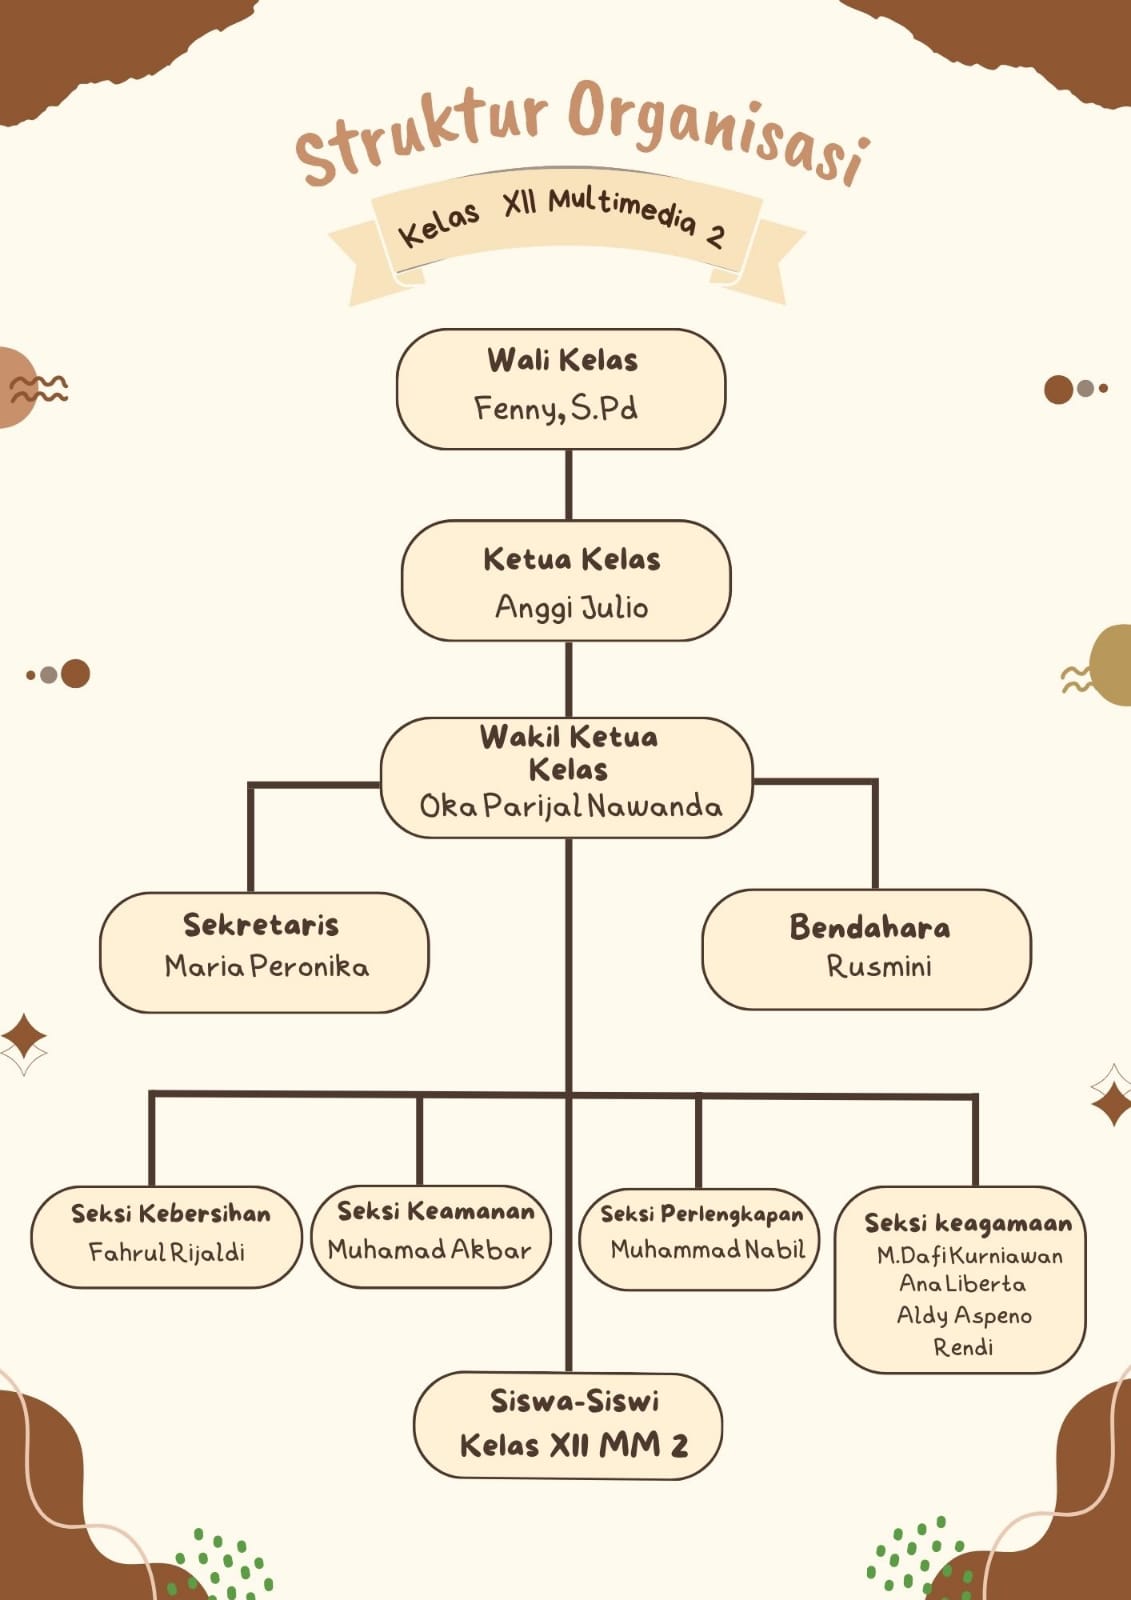 Struktur Organisasi
Kelas XII Multimedia 2
Wali Kelas
Fenny, S.Pd
Ketua Kelas
Anggi Julio
Wakil Ketua
Kelas
Oka Parijal Nawanda
Sekretaris
Maria Peronika
Bendahara
Rusmini
Seksi Kebersihan
Fahrul Rijaldi
Seksi Keamanan
Muhamad Akbar
Seksi Perlengkapan
Muhammad Nabil
Seksi keagamaan
M.Dafi Kurniawan
Ana Liberta
Aldy Aspeno
Rendi
Siswa-Siswi
Kelas XII MM 2